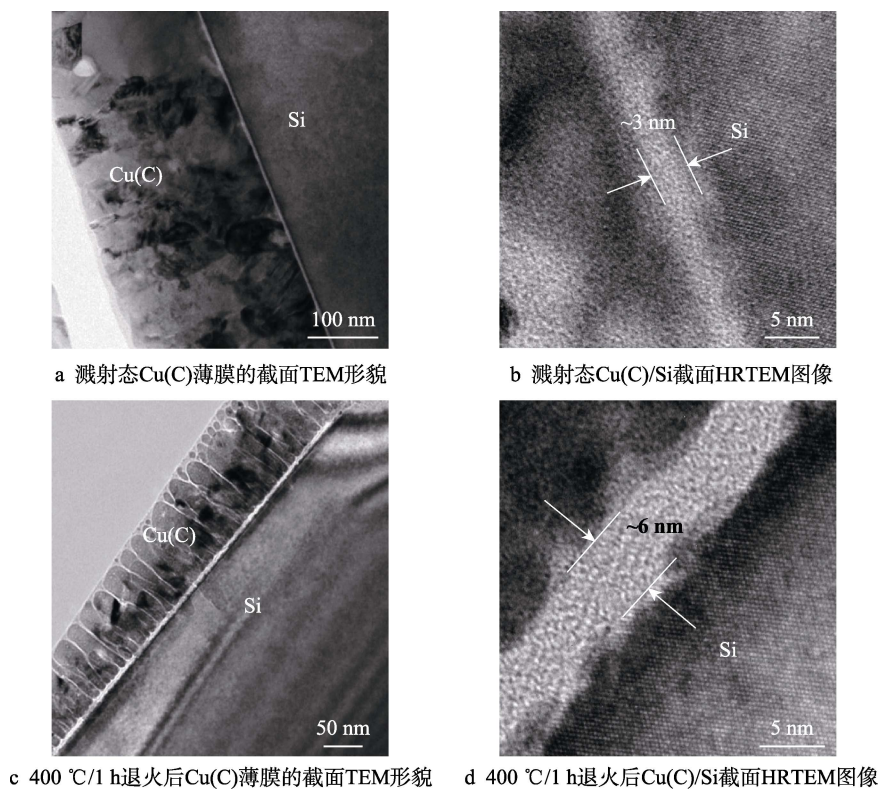 Si
Cu(C)
100 nm
~3 nm
Si
5 nm
a 溅射态Cu(C)薄膜的截面TEM形貌
b 溅射态Cu(C)/Si截面HRTEM图像
Cu(C)
Si
50 nm
~6 nm
Si
5 nm
c 400 ℃/1 h退火后Cu(C)薄膜的截面TEM形貌
d 400 ℃/1 h退火后Cu(C)/Si截面HRTEM图像